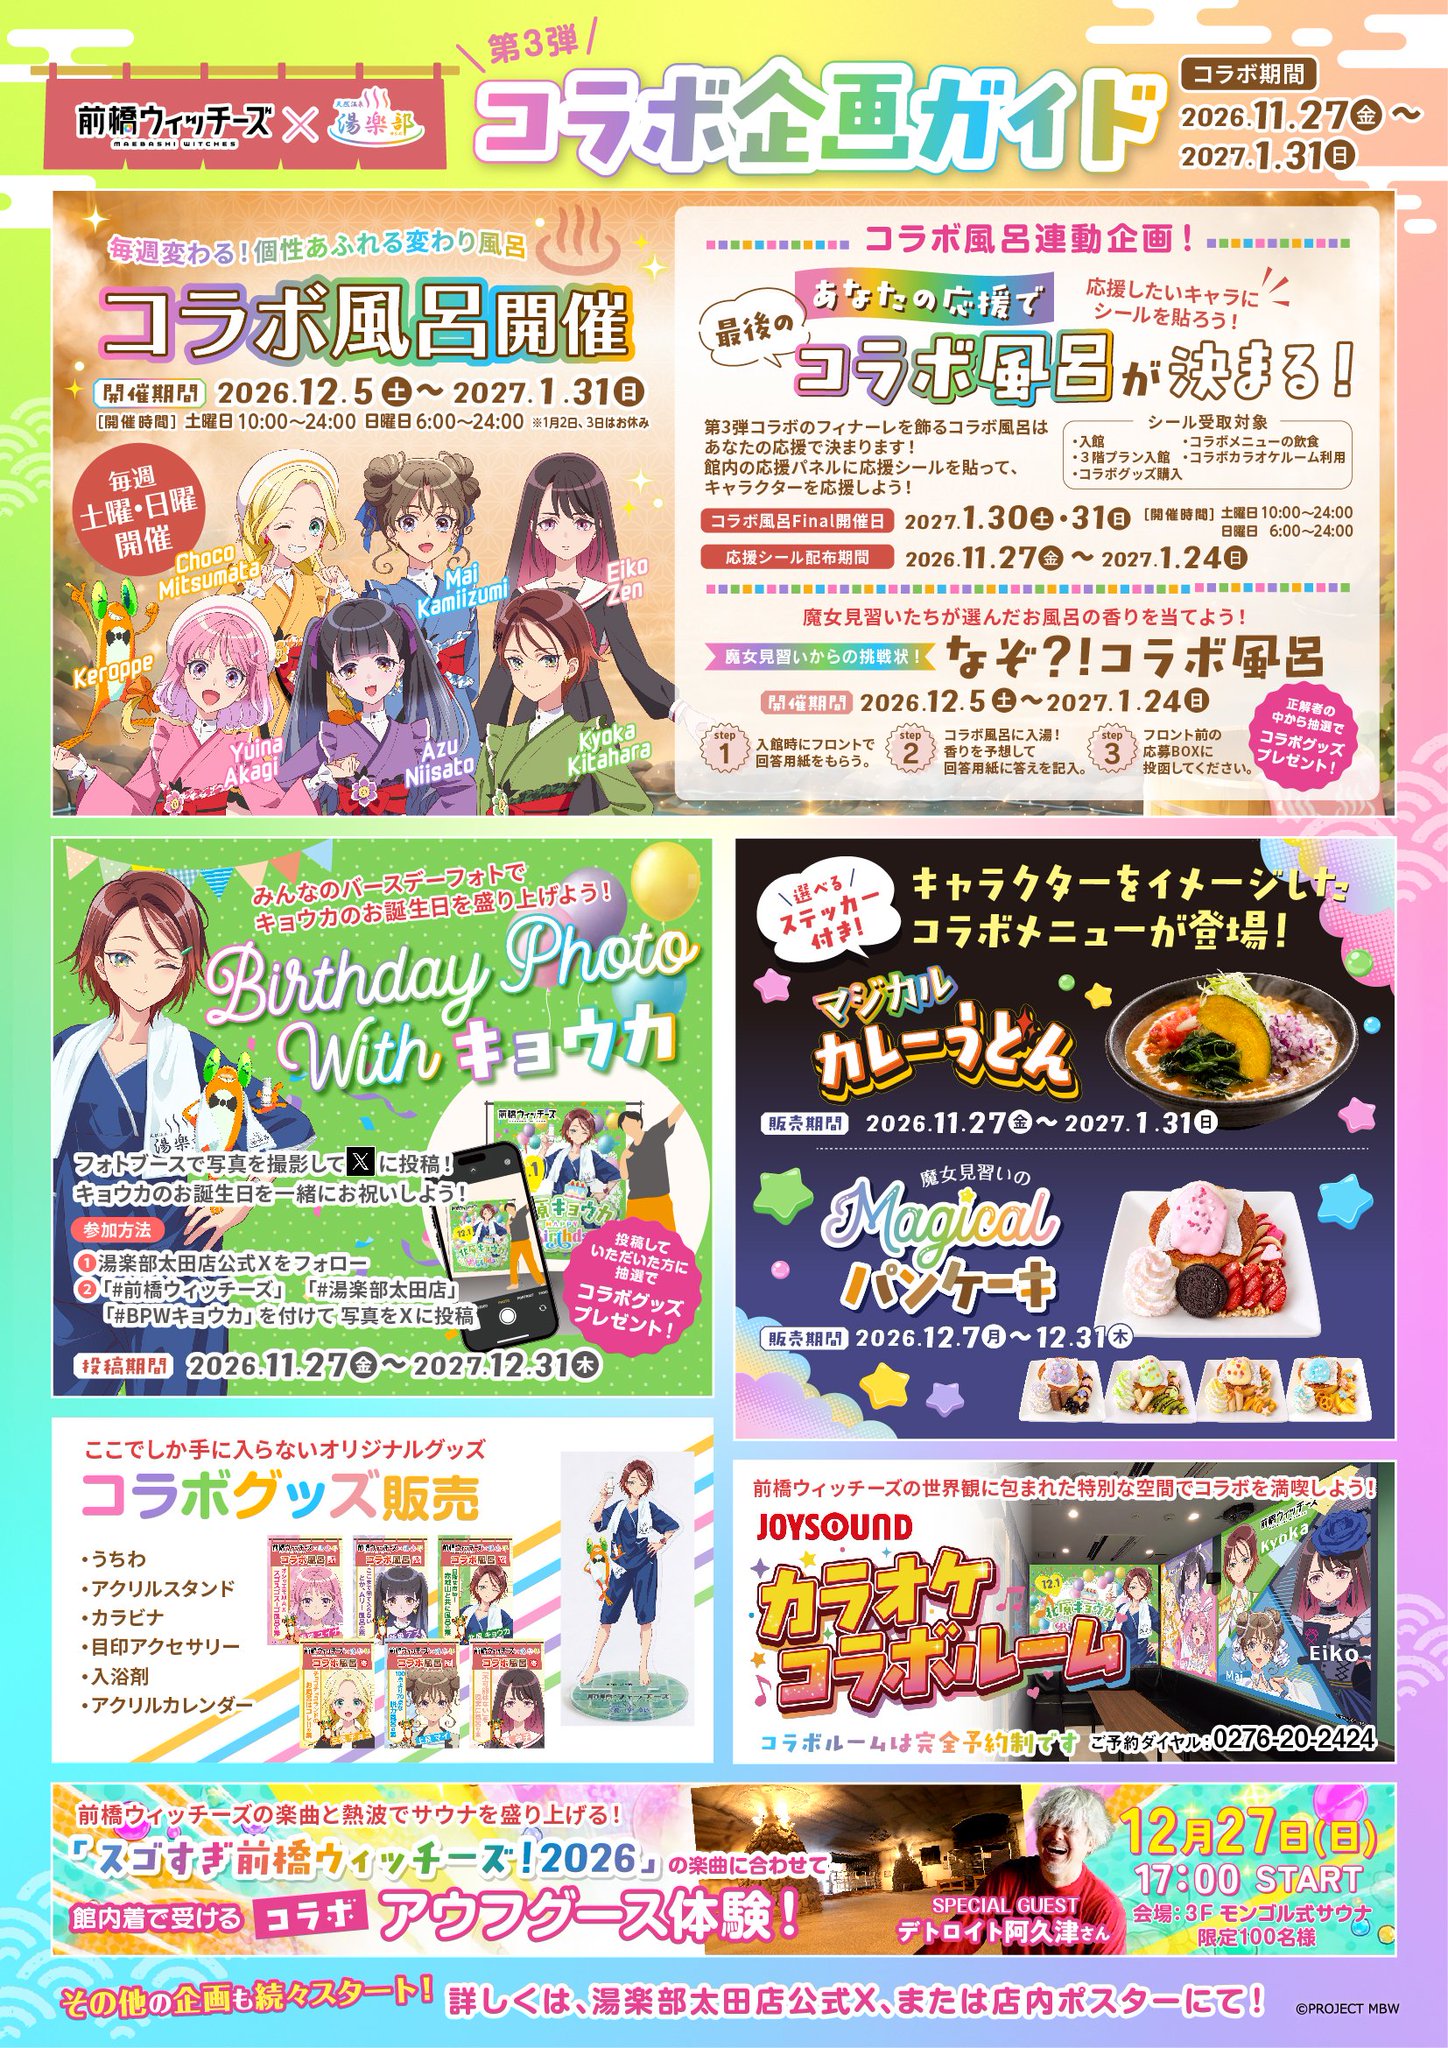 第3弾
前橋ウィッチーズ × 天然温泉 湯楽部
MAEBASHI WITCHES
コラボ企画ガイド
コラボ期間
2026.11.27金〜
2027.1.31日
毎週変わる！個性あふれる変わり風呂
コラボ風呂開催
開催期間 2026.12.5土〜2027.1.31日
[開催時間] 土曜日10:00〜24:00 日曜日6:00〜24:00 ※1月2日、3日はお休み
毎週
土曜・日曜
開催
Choco
Mitsumata
Mai
Kamiizumi
Eiko
Zen
Keroppe
Yuina
Akagi
Azu
Niisato
Kyoka
Kitahara
コラボ風呂連動企画！
あなたの応援で
最後の
コラボ風呂が決まる！
応援したいキャラに
シールを貼ろう！
第3弾コラボのフィナーレを飾るコラボ風呂は
あなたの応援で決まります！
館内の応援パネルに応援シールを貼って、
キャラクターを応援しよう！
シール受取対象
・入館 ・コラボメニューの飲食
・3階プラン入館 ・コラボカラオケルーム利用
・コラボグッズ購入
コラボ風呂Final開催日 2027.1.30土・31日 [開催時間] 土曜日10:00〜24:00
日曜日 6:00〜24:00
応援シール配布期間 2026.11.27金〜2027.1.24日
魔女見習いたちが選んだお風呂の香りを当てよう！
魔女見習いからの挑戦状！ なぞ？！コラボ風呂
開催期間 2026.12.5土〜2027.1.24日
step 1 入館時にフロントで
回答用紙をもらう。
step 2 コラボ風呂に入湯！
香りを予想して
回答用紙に答えを記入。
step 3 フロント前の
応募BOXに
投函してください。
正解者の
中から抽選で
コラボグッズ
プレゼント！
みんなのバースデーフォトで
キョウカのお誕生日を盛り上げよう！
Birthday Photo
With キョウカ
フォトブースで写真を撮影してXに投稿！
キョウカのお誕生日を一緒にお祝いしよう！
参加方法
1 湯楽部太田店公式Xをフォロー
2 「#前橋ウィッチーズ」 「#湯楽部太田店」
「#BPWキョウカ」を付けて 写真をXに投稿
投稿して
いただいた方に
抽選で
コラボグッズ
プレゼント！
投稿期間 2026.11.27金〜2027.12.31木
選べる
ステッカー
付き！
キャラクターをイメージした
コラボメニューが登場！
マジカル
カレーうどん
販売期間 2026.11.27金〜2027.1.31日
魔女見習いの
Magical
パンケーキ
販売期間 2026.12.7月〜12.31木
ここでしか手に入らないオリジナルグッズ
コラボグッズ販売
・うちわ
・アクリルスタンド
・カラビナ
・目印アクセサリー
・入浴剤
・アクリルカレンダー
前橋ウィッチーズの世界観に包まれた特別な空間でコラボを満喫しよう！
JOYSOUND
カラオケ
コラボルーム
前橋ウィッチーズ
Kyoka
12.1
北原キョウカ
Mai
Eiko
コラボルームは完全予約制です ご予約ダイヤル：0276-20-2424
前橋ウィッチーズの楽曲と熱波でサウナを盛り上げる！
「スゴすぎ前橋ウィッチーズ！2026」の楽曲に合わせて
館内着で受ける コラボ アウフグース体験！
SPECIAL GUEST
デトロイト阿久津さん
12月27日(日)
17:00 START
会場：3F モンゴル式サウナ
限定100名様
その他の企画も続々スタート！ 詳しくは、湯楽部太田店公式X、または店内ポスターにて！
©PROJECT MBW